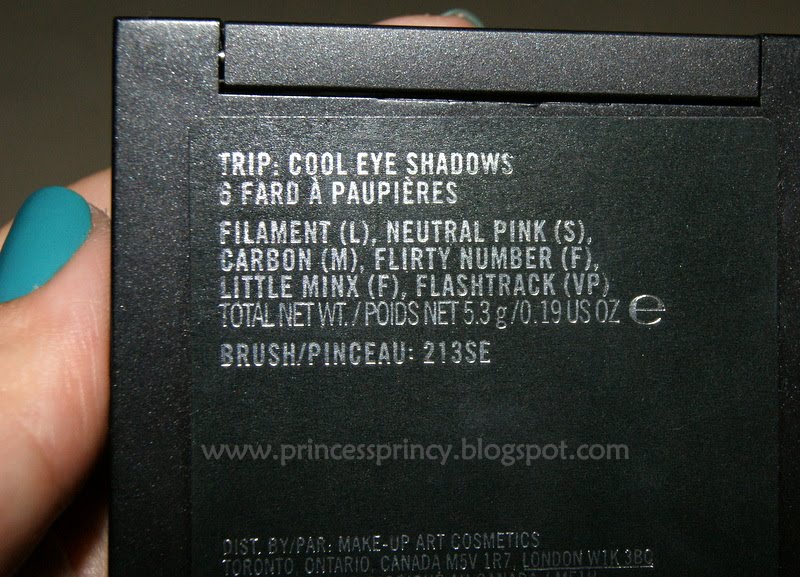 TRIP: COOL EYE SHADOWS
6 FARD À PAUPIÈRES
FILAMENT (L), NEUTRAL PINK (S),
CARBON (M), FLIRTY NUMBER (F),
LITTLE MINX (F), FLASHTRACK (VP)
TOTAL NET WT. / POIDS NET 5.3 g/0.19 US OZ ℮
BRUSH/PINCEAU: 213SE
www.princessprincy.blogspot.com
DIST. BY/PAR: MAKE-UP ART COSMETICS
TORONTO, ONTARIO, CANADA M5V 1R7, LONDON W1K 3BQ